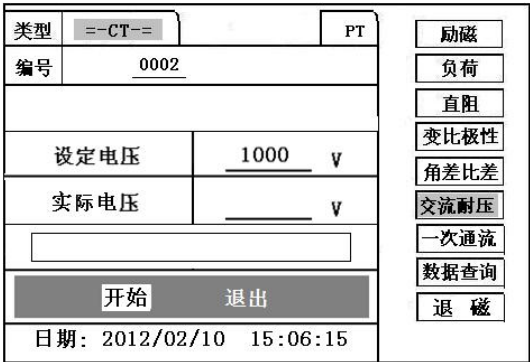 类型 =-CT-= PT
编号 0002
设定电压 1000 V
实际电压 V
开始 退出
日期: 2012/02/10 15:06:15
励磁
负荷
直阻
变比极性
角差比差
交流耐压
一次通流
数据查询
退 磁